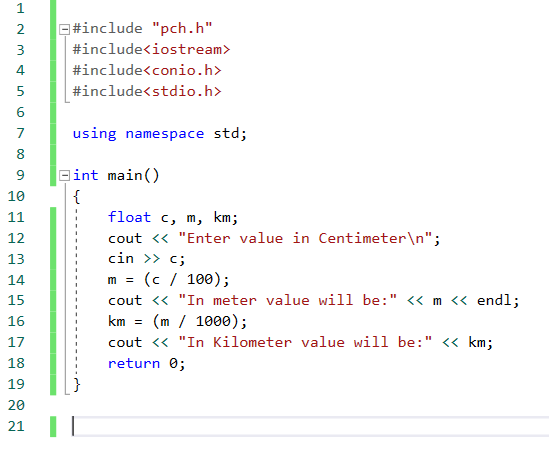 1
2 #include "pch.h"
3 #include<iostream>
4 #include<conio.h>
5 #include<stdio.h>
6
7 using namespace std;
8
9 int main()
10 {
11 float c, m, km;
12 cout << "Enter value in Centimeter\n";
13 cin >> c;
14 m = (c / 100);
15 cout << "In meter value will be:" << m << endl;
16 km = (m / 1000);
17 cout << "In Kilometer value will be:" << km;
18 return 0;
19 }
20
21